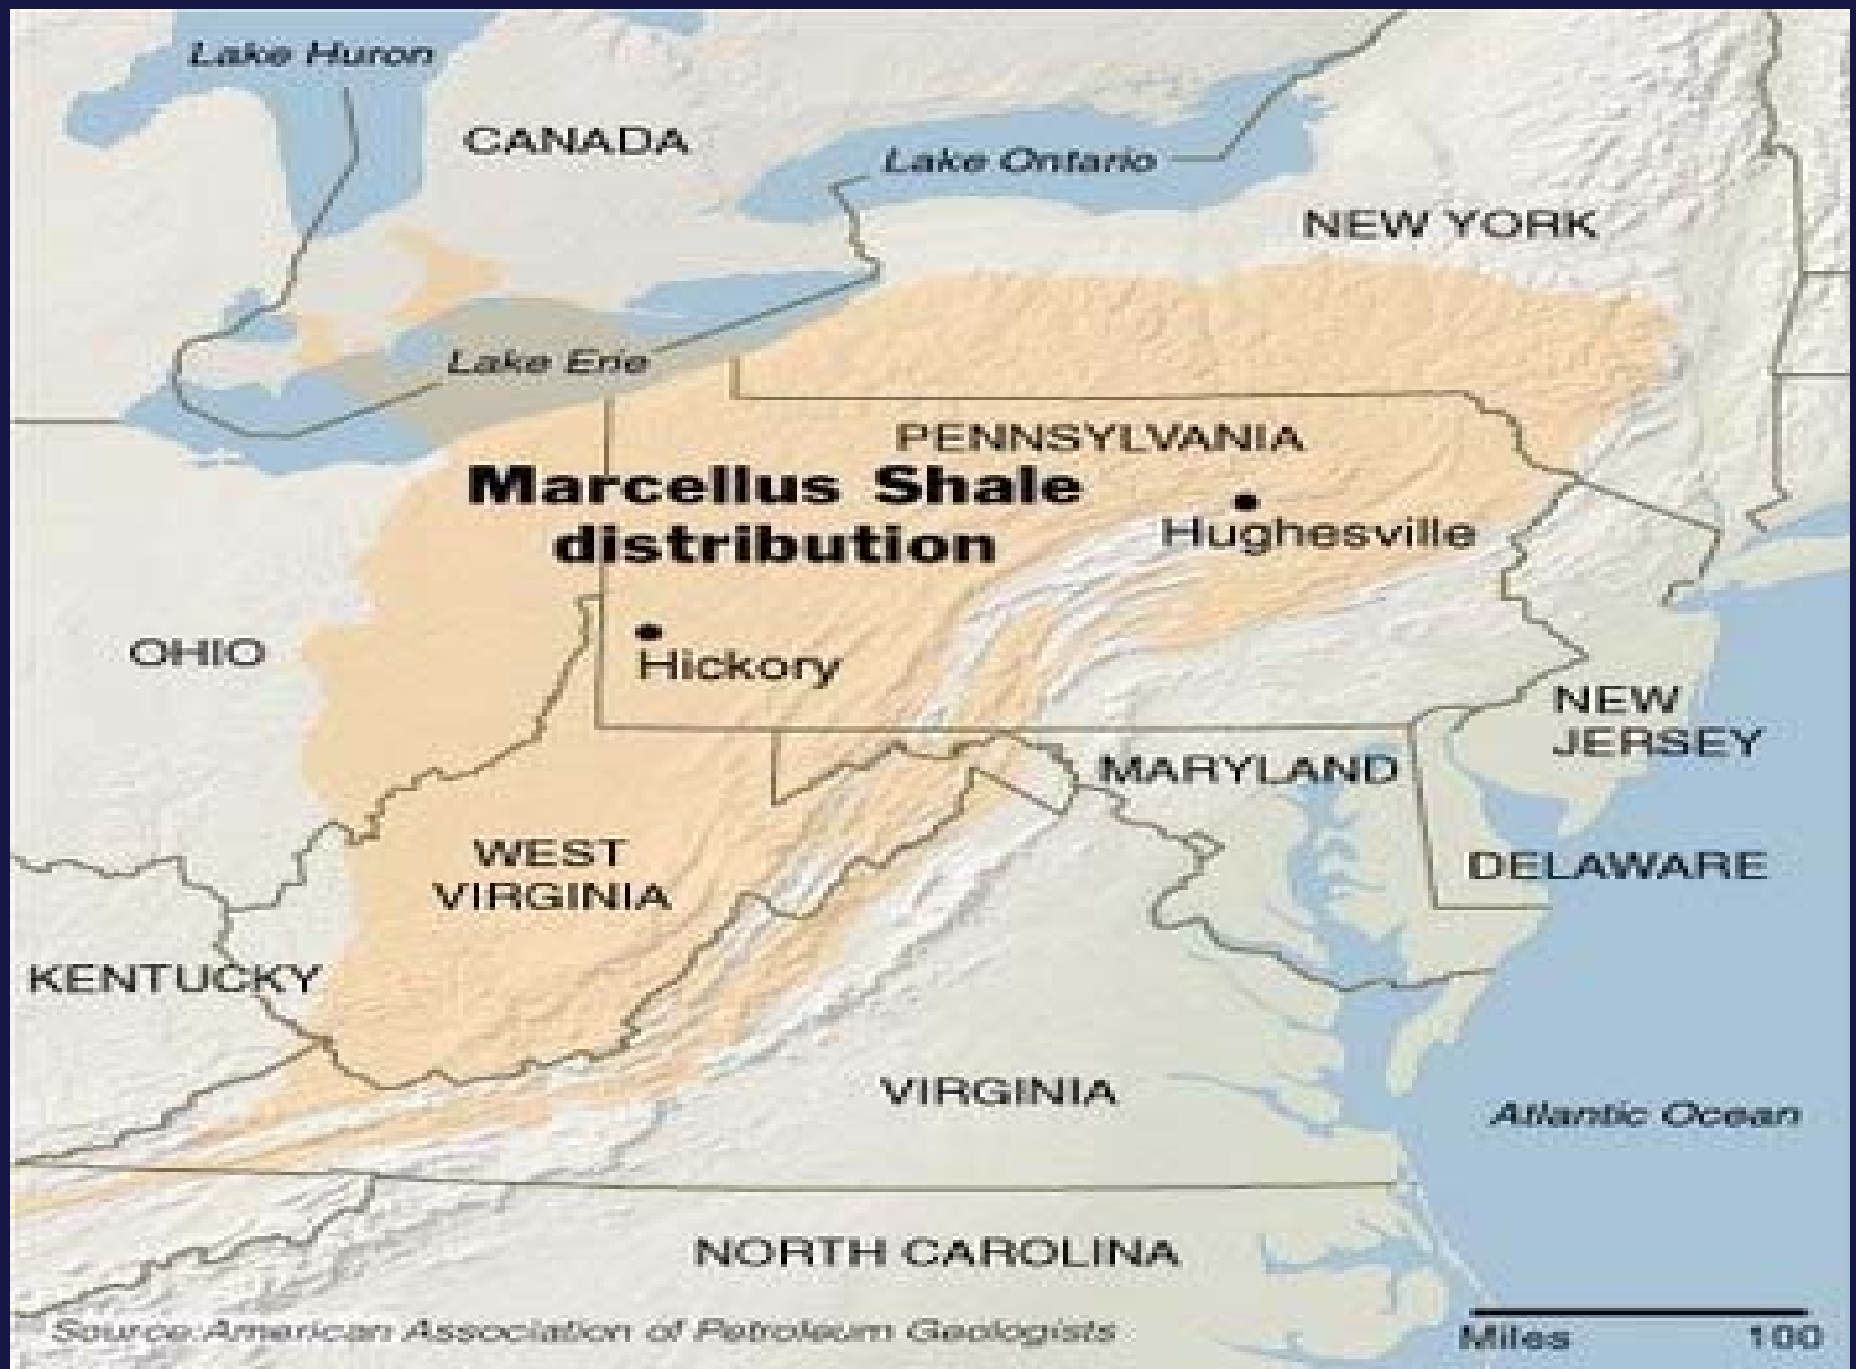 Lake Huron
CANADA
Lake Ontario
NEW YORK
Lake Erie
PENNSYLVANIA
Marcellus Shale
distribution
Hughesville
OHIO
Hickory
NEW
JERSEY
MARYLAND
WEST
VIRGINIA
DELAWARE
KENTUCKY
VIRGINIA
Atlantic Ocean
NORTH CAROLINA
Source: American Association of Petroleum Geologists
Miles 100